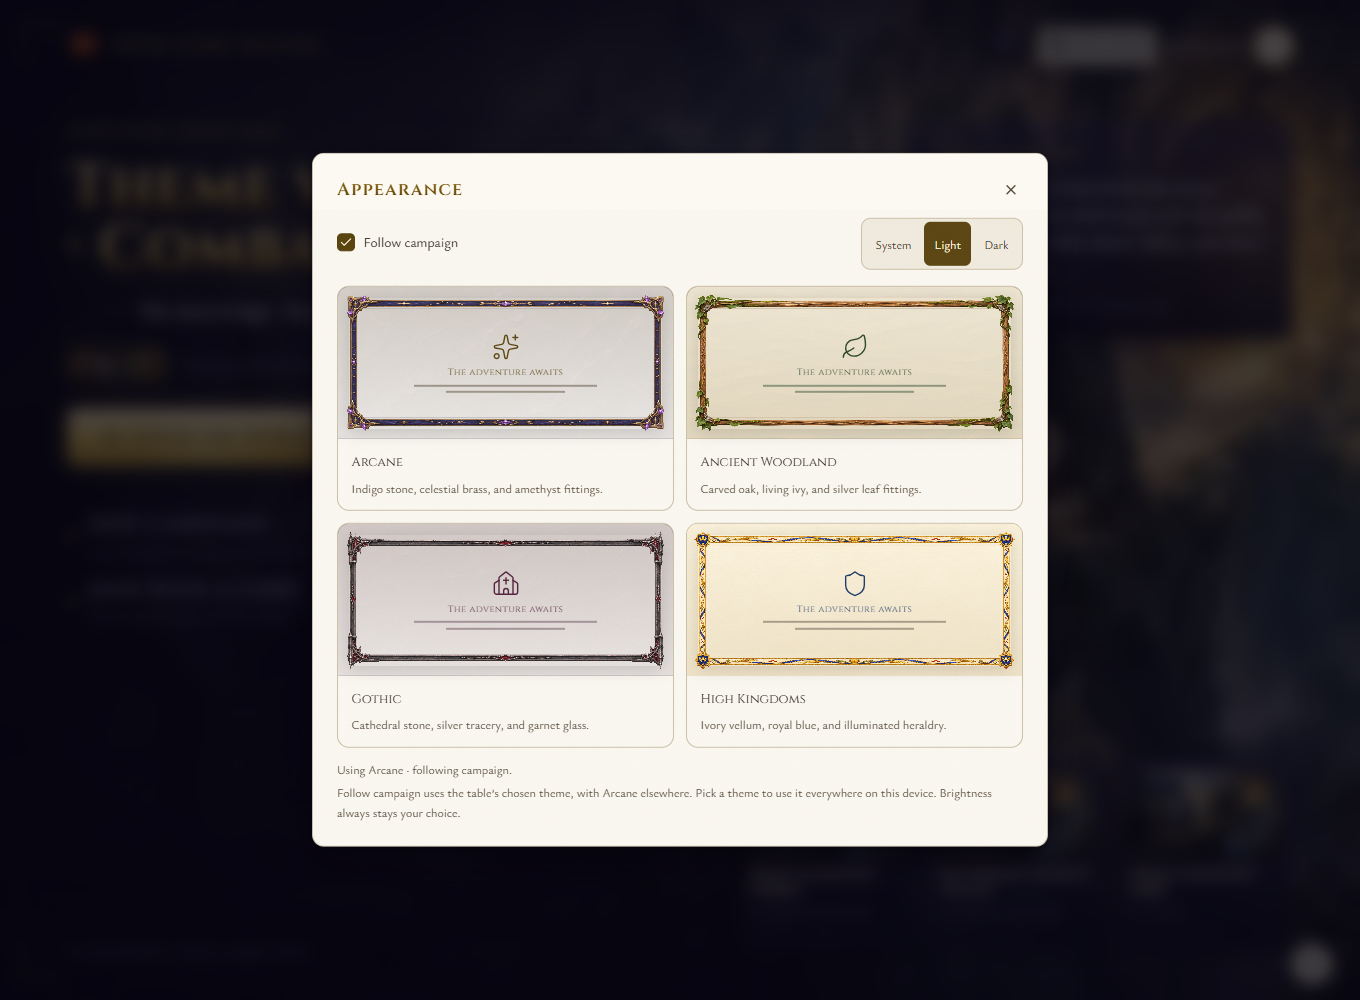 Appearance
Follow campaign
System Light Dark
The adventure awaits
The adventure awaits
Arcane
Indigo stone, celestial brass, and amethyst fittings.
Ancient Woodland
Carved oak, living ivy, and silver leaf fittings.
The adventure awaits
The adventure awaits
Gothic
Cathedral stone, silver tracery, and garnet glass.
High Kingdoms
Ivory vellum, royal blue, and illuminated heraldry.
Using Arcane · following campaign.
Follow campaign uses the table's chosen theme, with Arcane elsewhere. Pick a theme to use it everywhere on this device. Brightness
always stays your choice.
Theme